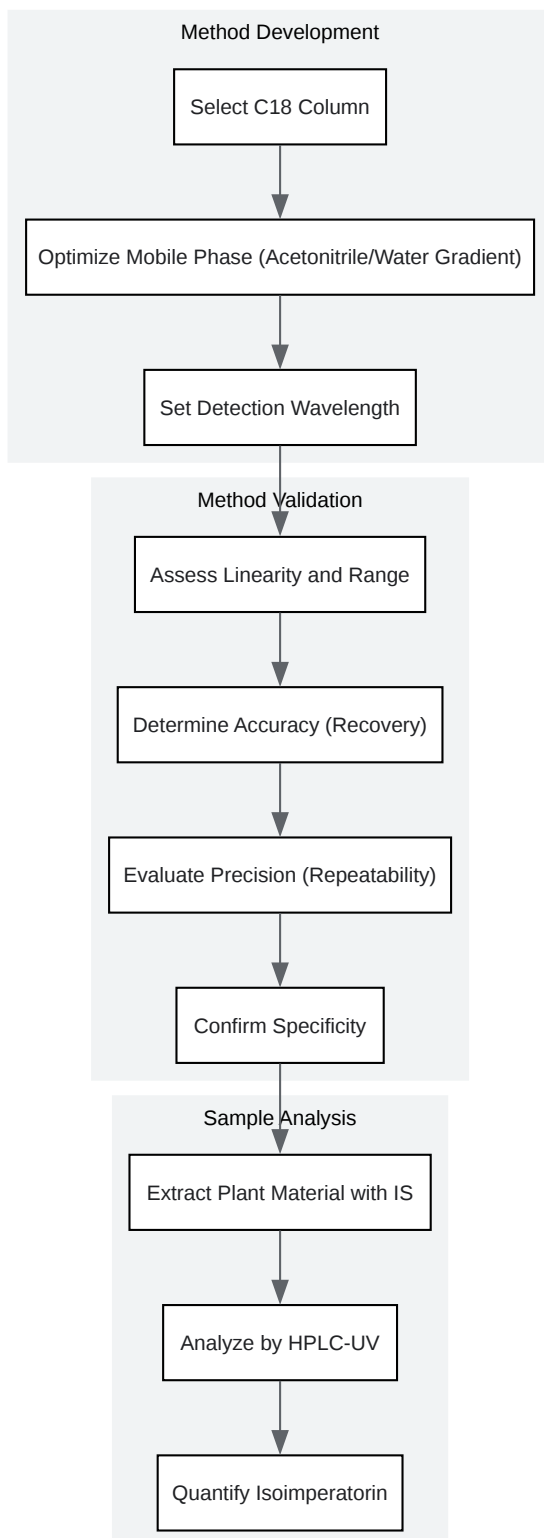 Method Development
Select C18 Column
Optimize Mobile Phase (Acetonitrile/Water Gradient)
Set Detection Wavelength
Method Validation
Assess Linearity and Range
Determine Accuracy (Recovery)
Evaluate Precision (Repeatability)
Confirm Specificity
Sample Analysis
Extract Plant Material with IS
Analyze by HPLC-UV
Quantify Isoimperatorin